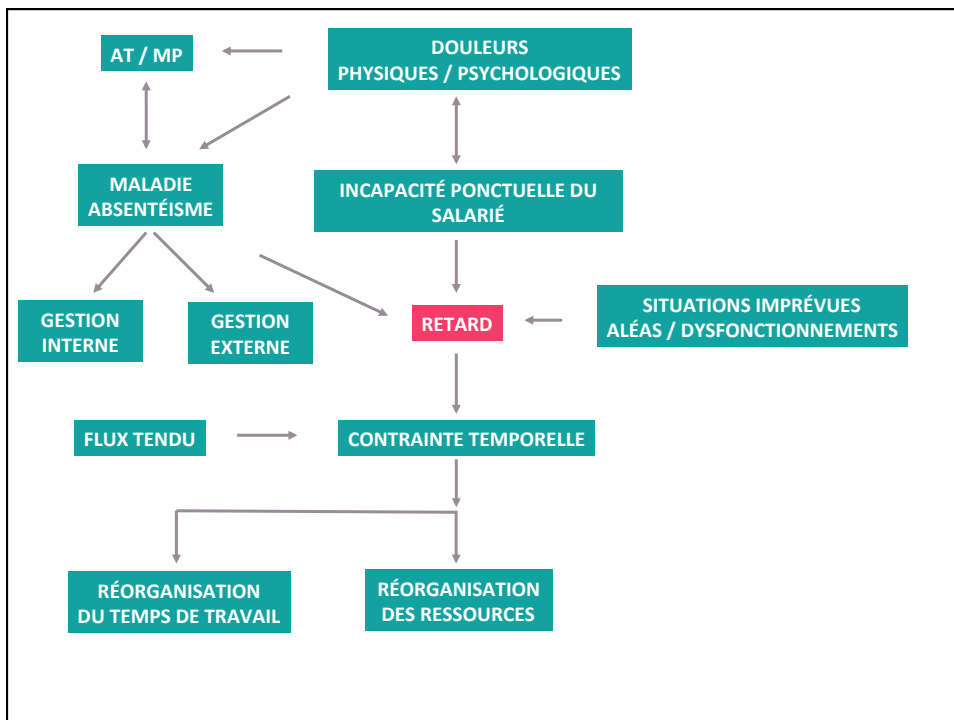 AT / MP
DOULEURS
PHYSIQUES / PSYCHOLOGIQUES
MALADIE
ABSENTÉISME
INCAPACITÉ PONCTUELLE DU
SALARIÉ
GESTION
INTERNE
GESTION
EXTERNE
RETARD
SITUATIONS IMPRÉVUES
ALÉAS / DYSFONCTIONNEMENTS
FLUX TENDU
CONTRAINTE TEMPORELLE
RÉORGANISATION
DU TEMPS DE TRAVAIL
RÉORGANISATION
DES RESSOURCES